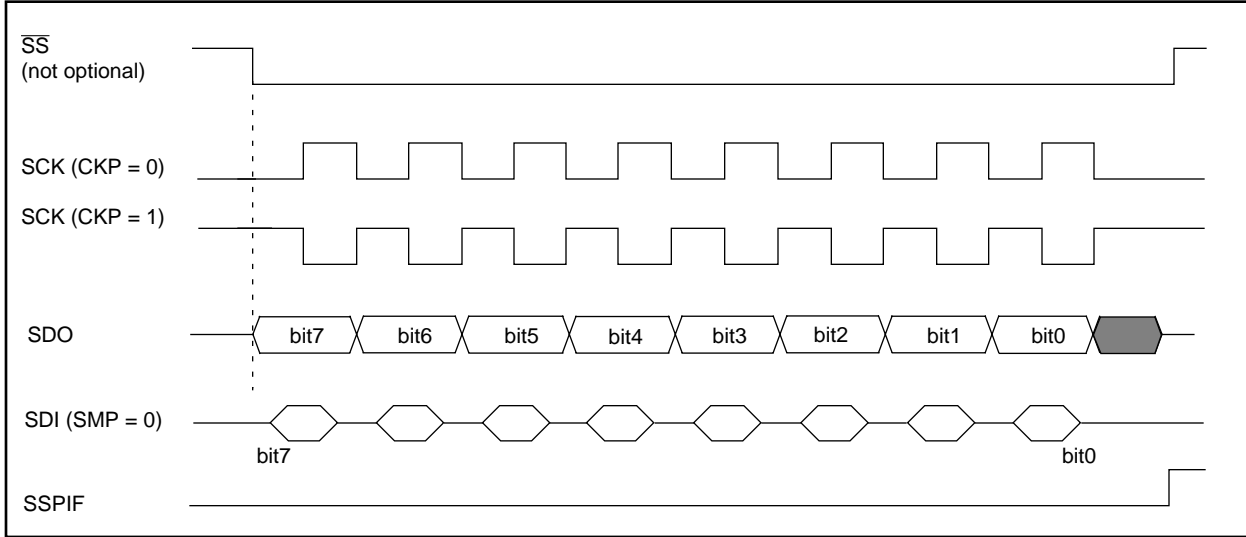 SS
(not optional)
SCK (CKP = 0)
SCK (CKP = 1)
SDO
bit7 bit6 bit5 bit4 bit3 bit2 bit1 bit0
SDI (SMP = 0)
bit7 bit0
SSPIF